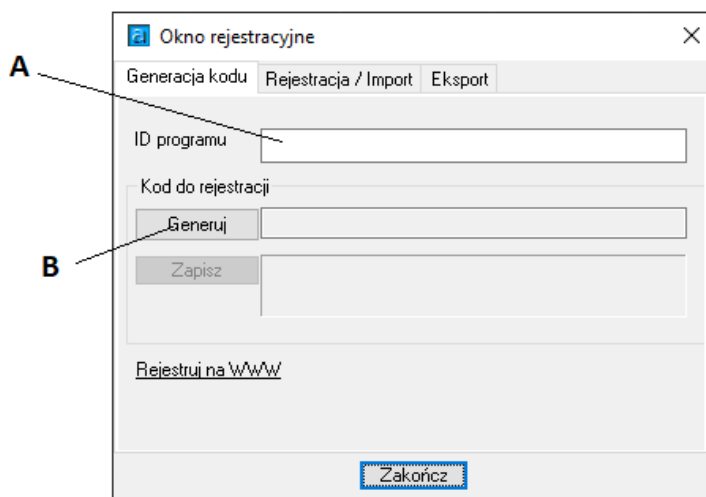 Okno rejestracyjne
A
Generacja kodu Rejestracja / Import Eksport
ID programu
Kod do rejestracji
Generuj
B
Zapisz
Rejestruj na WWW
Zakończ